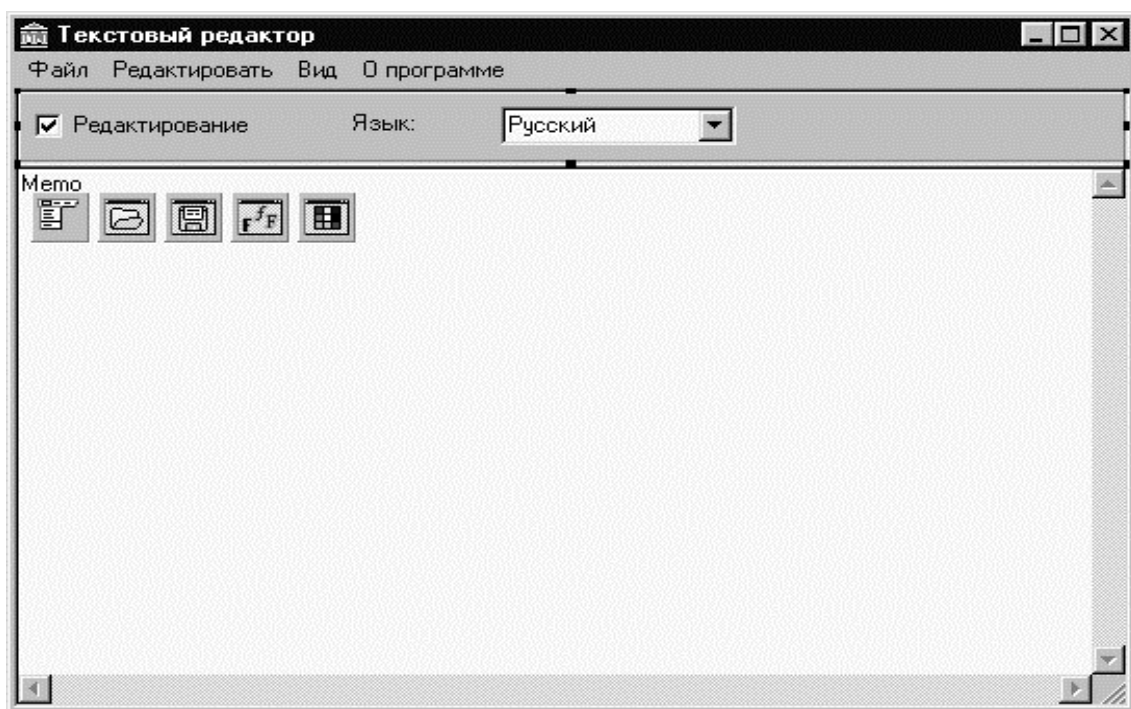 Текстовый редактор
Файл Редактировать Вид О программе
Редактирование Язык: Русский
Memo